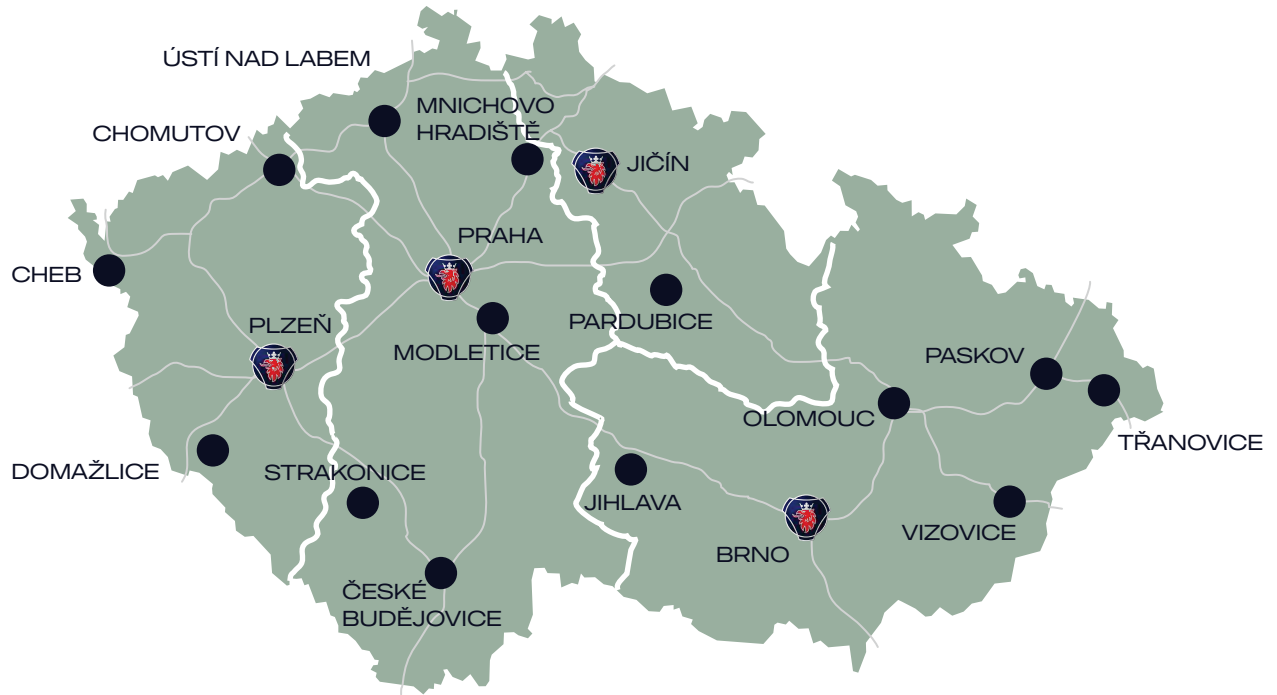 ÚSTÍ NAD LABEM
MNICHOVO
HRADIŠTĚ
CHOMUTOV
JIČÍN
PRAHA
CHEB
PLZEŇ
PARDUBICE
MODLETICE
PASKOV
OLOMOUC
TŘANOVICE
DOMAŽLICE
STRAKONICE
JIHLAVA
VIZOVICE
BRNO
ČESKÉ
BUDĚJOVICE